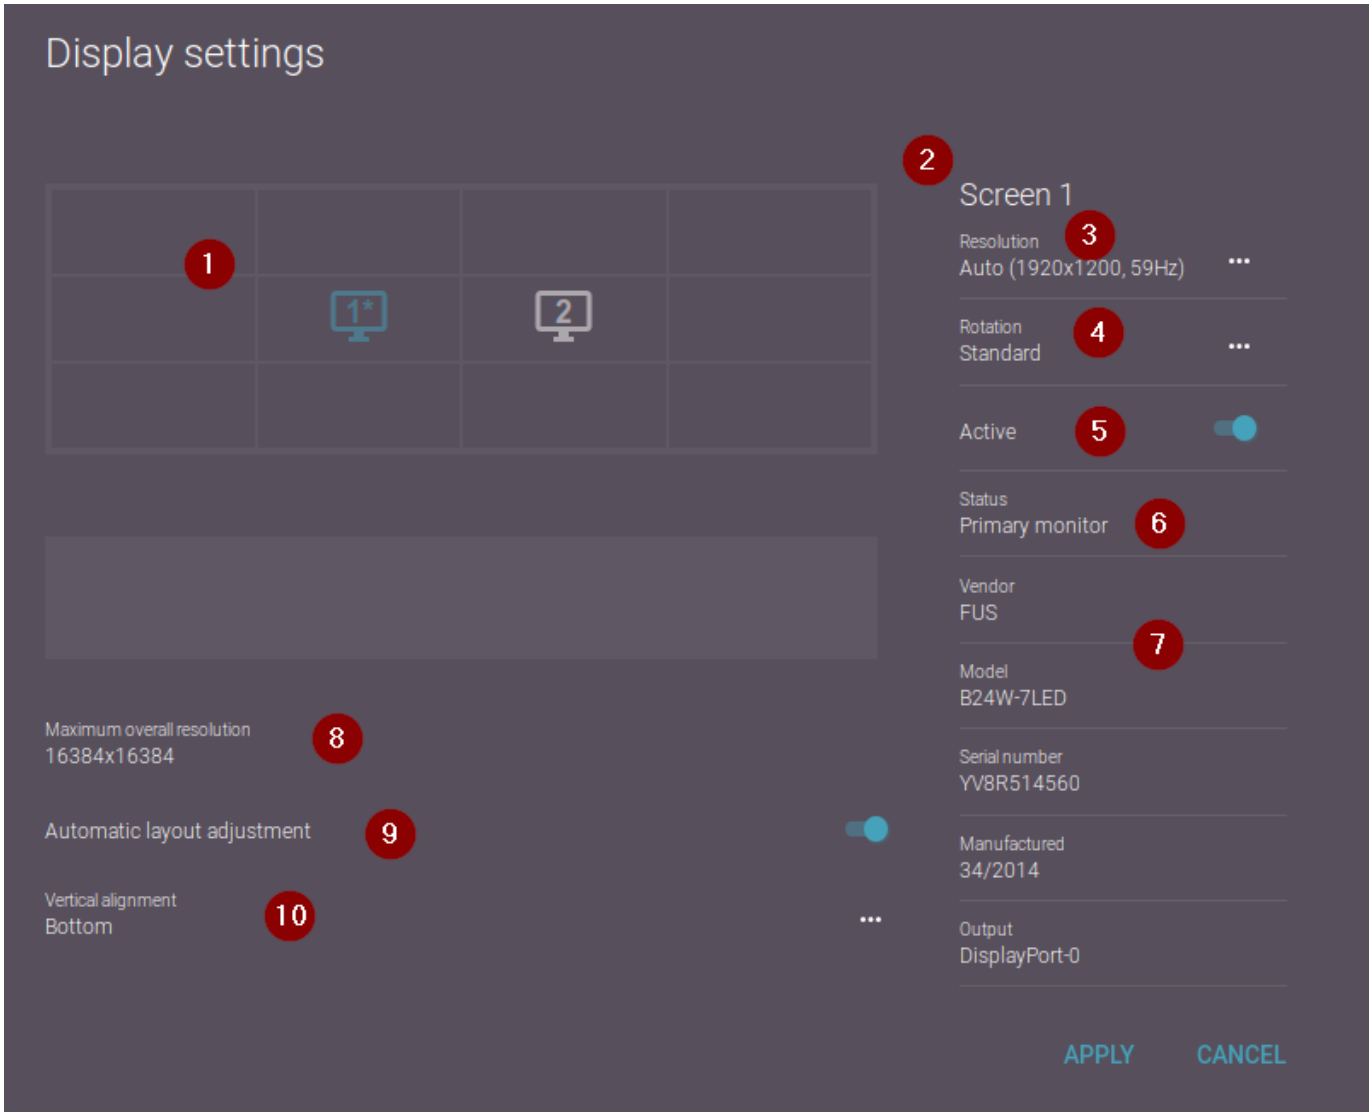 Display settings
1
1*
2
2
Screen 1
3
Resolution
Auto (1920x1200, 59Hz)
...
4
Rotation
Standard
...
5
Active
Status
Primary monitor
6
Vendor
FUS
7
Model
B24W-7LED
Serial number
YV8R514560
Manufactured
34/2014
Output
DisplayPort-0
Maximum overall resolution
16384x16384
8
Automatic layout adjustment
9
Vertical alignment
Bottom
10
...
APPLY
CANCEL